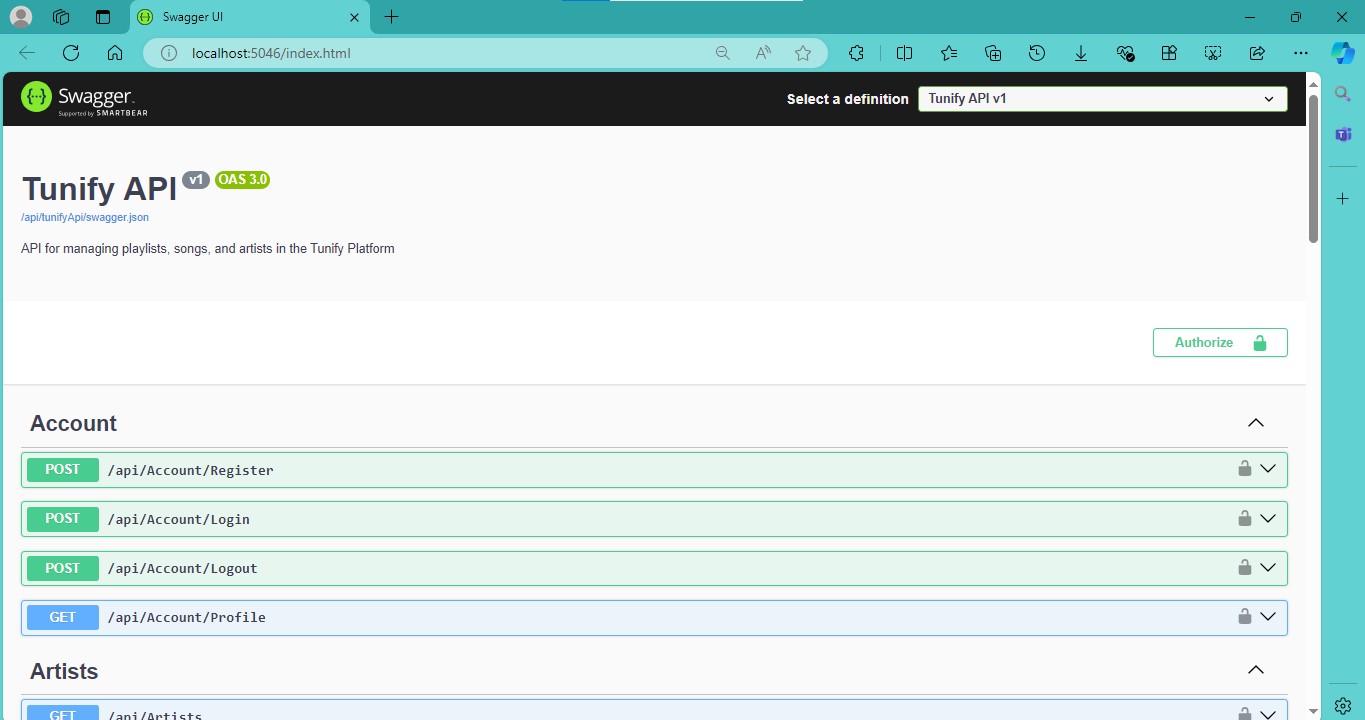 Swagger UI
localhost:5046/index.html
Swagger
Supported by SMARTBEAR
Select a definition
Tunify API v1
Tunify API v1 OAS 3.0
/api/tunifyApi/swagger.json
API for managing playlists, songs, and artists in the Tunify Platform
Authorize
Account
POST /api/Account/Register
POST /api/Account/Login
POST /api/Account/Logout
GET /api/Account/Profile
Artists
GET /api/Artists